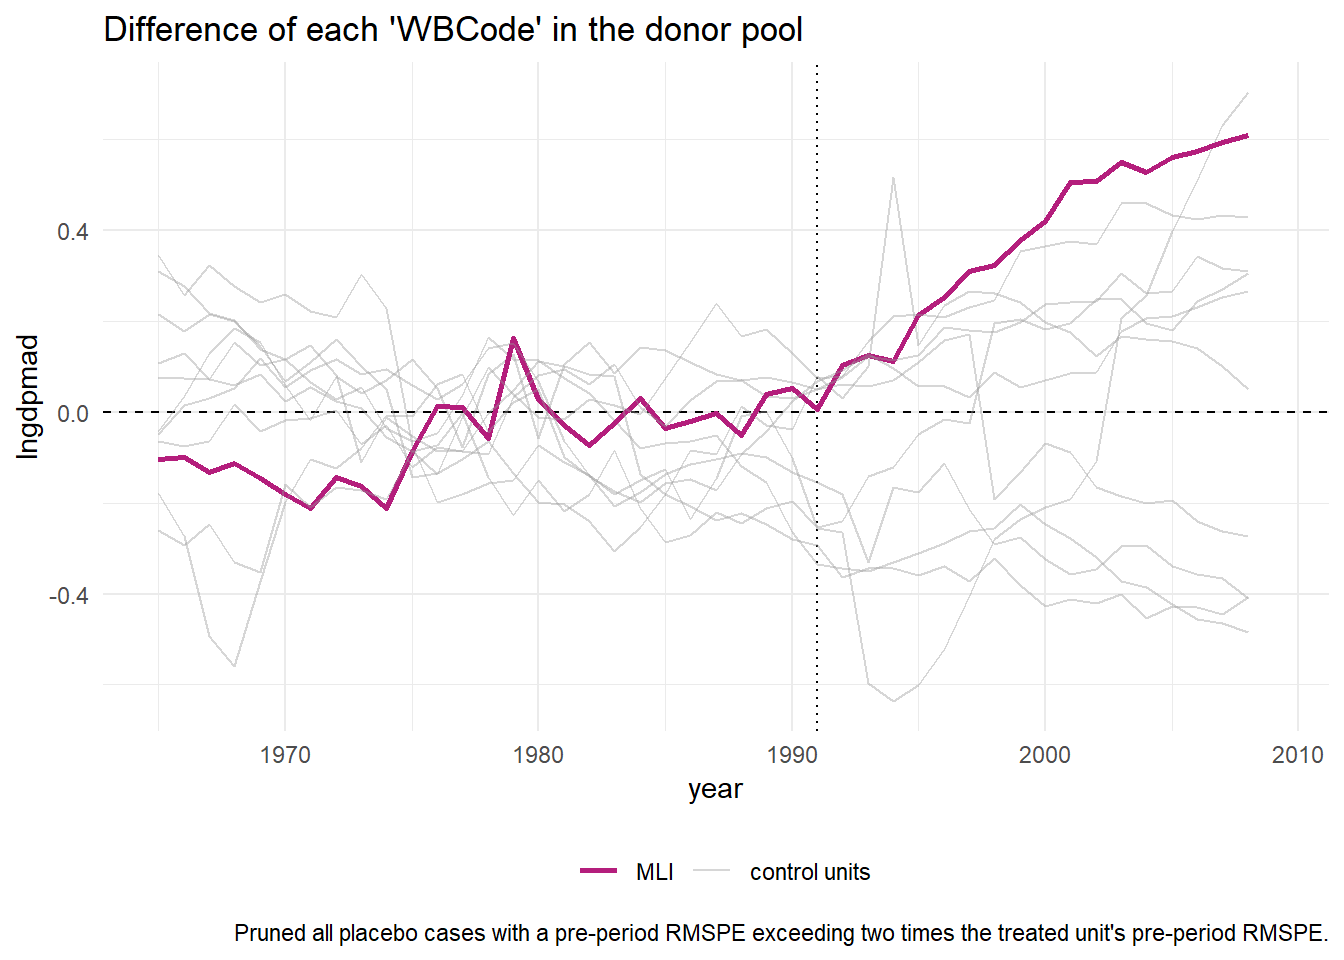 Difference of each 'WBCode' in the donor pool
lngdpmad
0.4
0.0
-0.4
1970 1980 1990 2000 2010
year
MLI control units
Pruned all placebo cases with a pre-period RMSPE exceeding two times the treated unit's pre-period RMSPE.